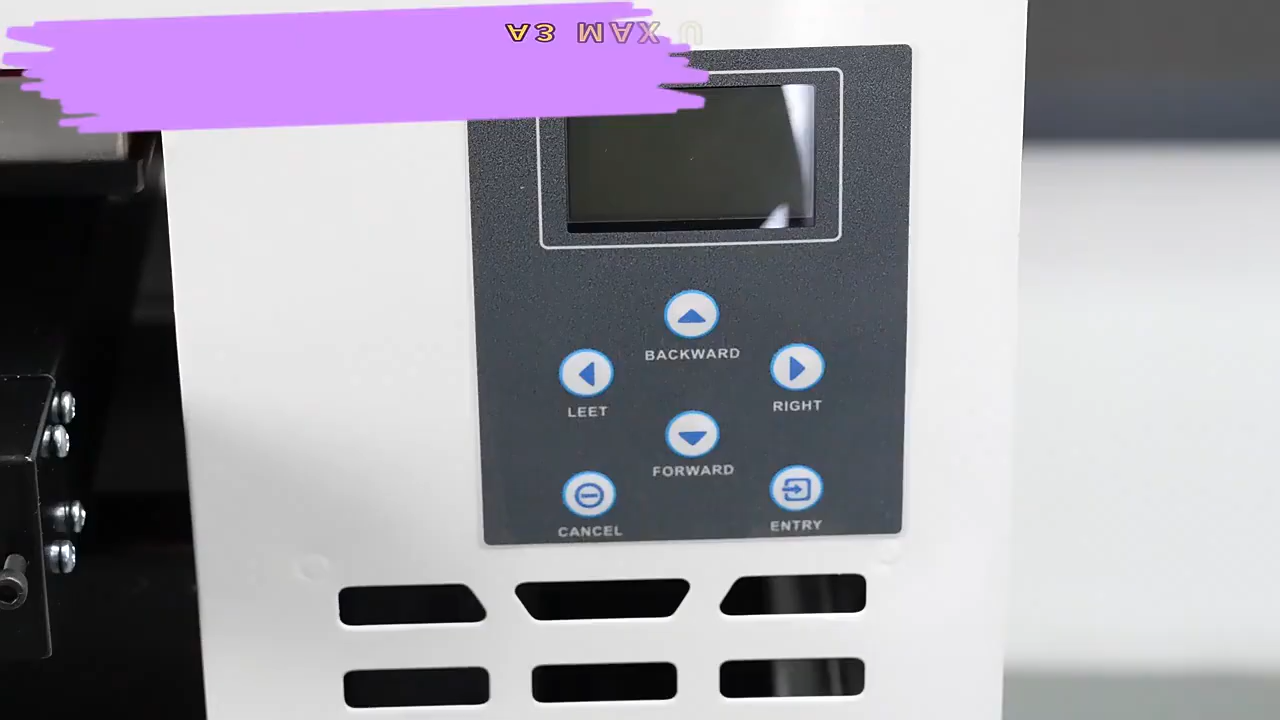 A3 MAX U
BACKWARD
LEET
RIGHT
FORWARD
CANCEL
ENTRY